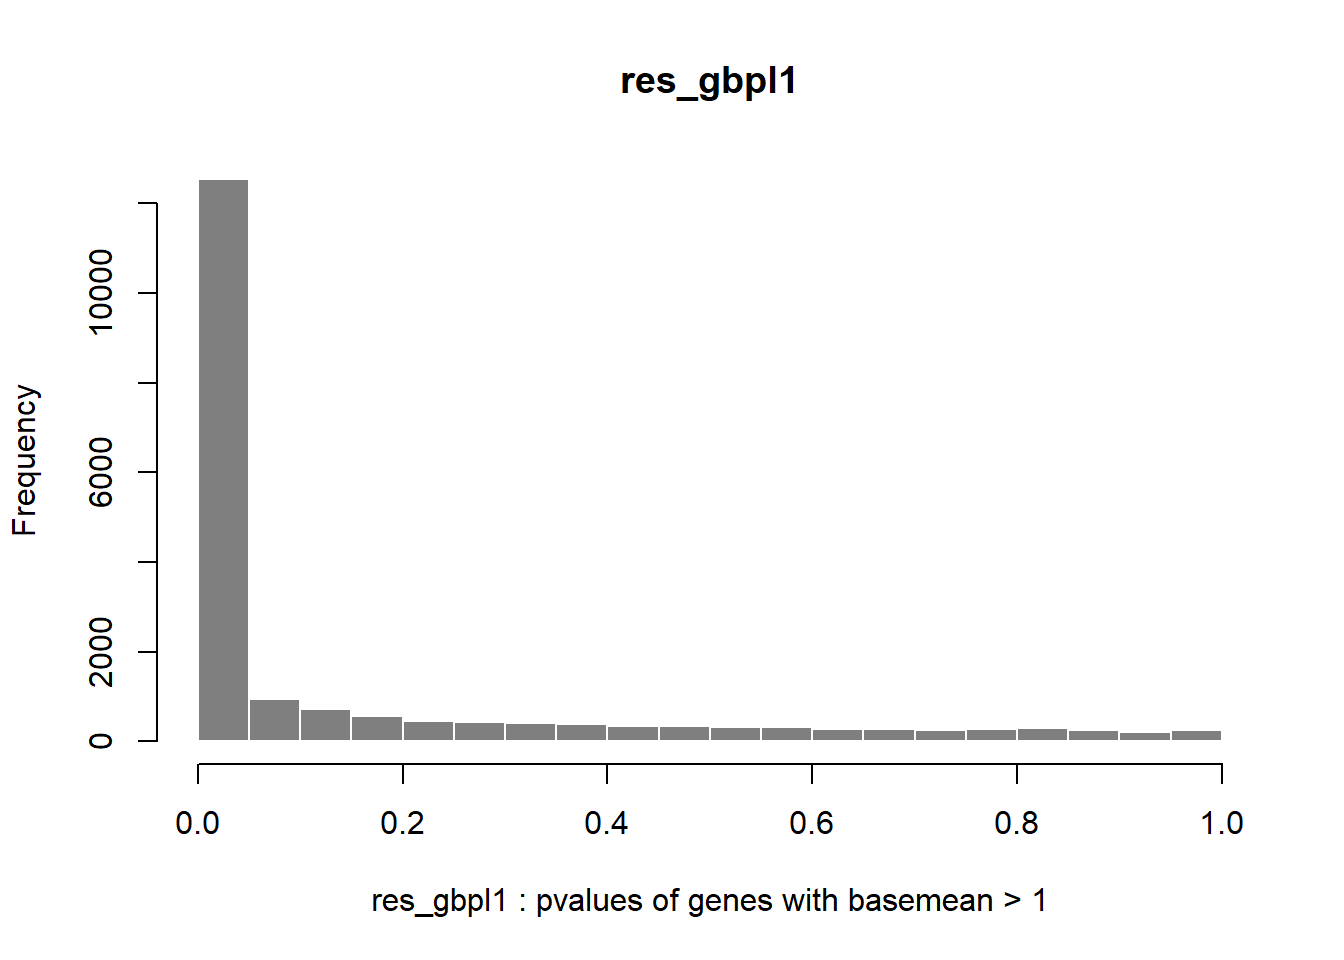 res_gbpl1
Frequency
10000
6000
2000
0
0.0 0.2 0.4 0.6 0.8 1.0
res_gbpl1 : pvalues of genes with basemean > 1